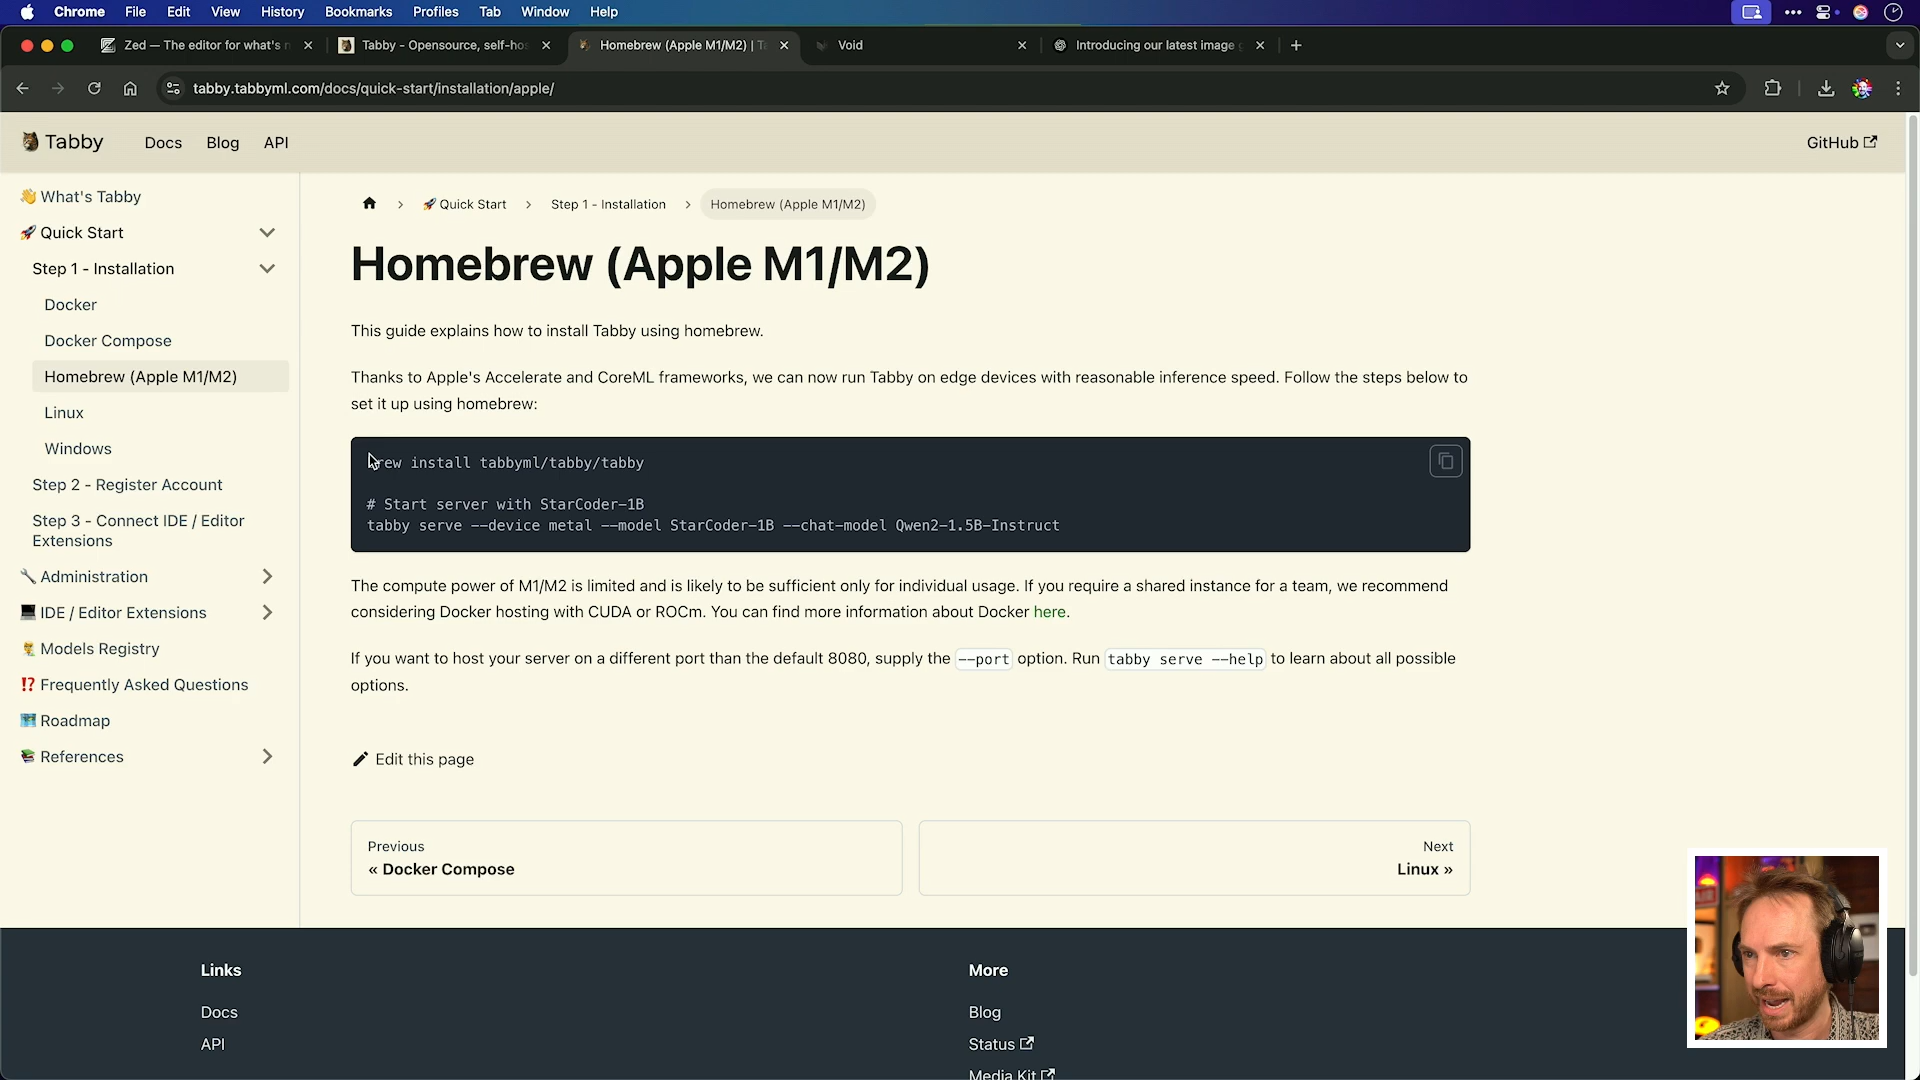 Chrome File Edit View History Bookmarks Profiles Tab Window Help
Zed — The editor for what's n
Tabby - Opensource, self-hos
Homebrew (Apple M1/M2) | T
Void
Introducing our latest image g
tabby.tabbyml.com/docs/quick-start/installation/apple/
Tabby Docs Blog API GitHub
What's Tabby
Quick Start
Step 1 - Installation
Docker
Docker Compose
Homebrew (Apple M1/M2)
Linux
Windows
Step 2 - Register Account
Step 3 - Connect IDE / Editor
Extensions
Administration
IDE / Editor Extensions
Models Registry
⁉️ Frequently Asked Questions
Roadmap
References
Quick Start › Step 1 - Installation › Homebrew (Apple M1/M2)
Homebrew (Apple M1/M2)
This guide explains how to install Tabby using homebrew.
Thanks to Apple's Accelerate and CoreML frameworks, we can now run Tabby on edge devices with reasonable inference speed. Follow the steps below to
set it up using homebrew:
brew install tabbyml/tabby/tabby
# Start server with StarCoder-1B
tabby serve --device metal --model StarCoder-1B --chat-model Qwen2-1.5B-Instruct
The compute power of M1/M2 is limited and is likely to be sufficient only for individual usage. If you require a shared instance for a team, we recommend
considering Docker hosting with CUDA or ROCm. You can find more information about Docker here.
If you want to host your server on a different port than the default 8080, supply the --port option. Run tabby serve --help to learn about all possible
options.
Edit this page
Previous
« Docker Compose
Next
Linux »
Links
Docs
API
More
Blog
Status
Media Kit